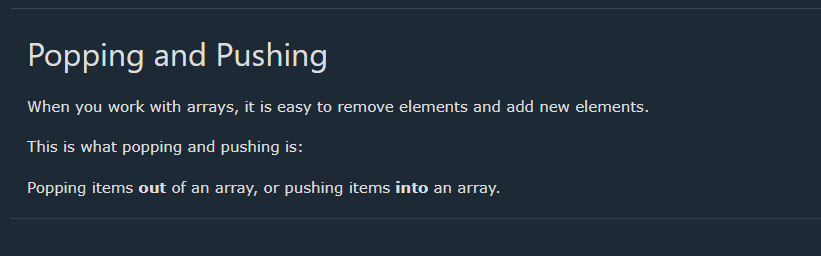 Popping and Pushing
When you work with arrays, it is easy to remove elements and add new elements.
This is what popping and pushing is:
Popping items out of an array, or pushing items into an array.